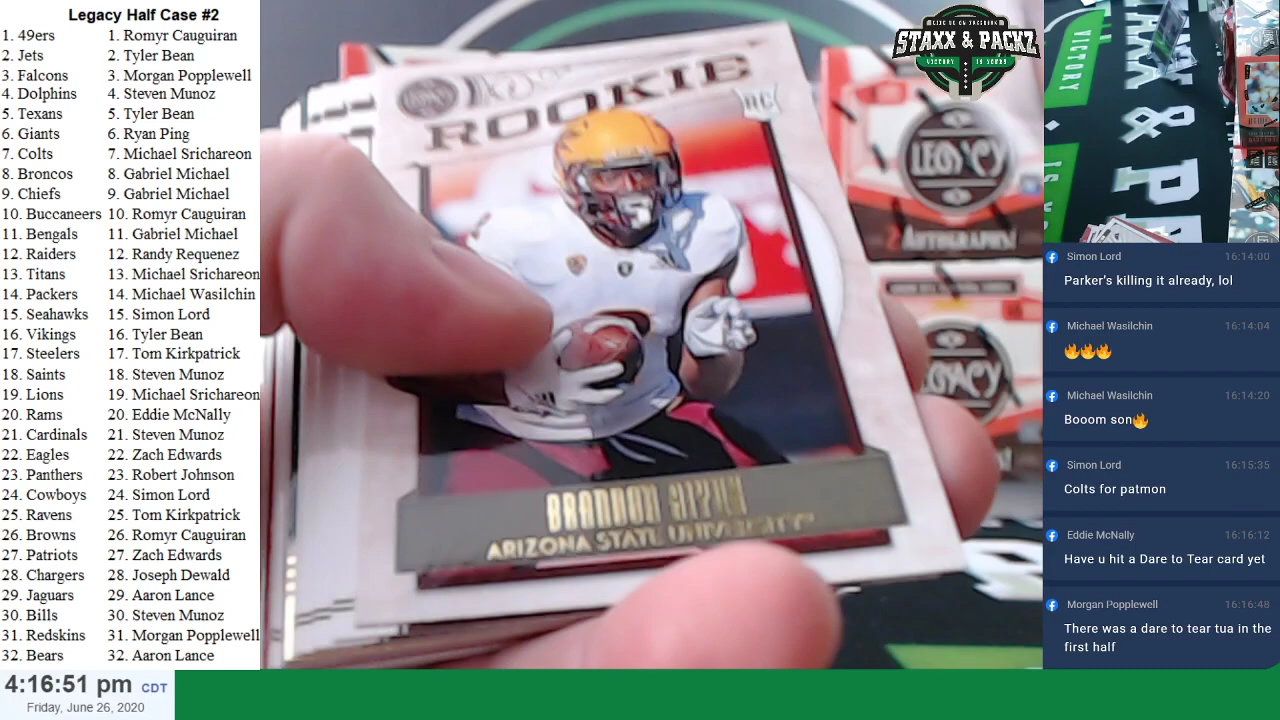 Legacy Half Case #2
1. 49ers 1. Romyr Cauguiran
2. Jets 2. Tyler Bean
3. Falcons 3. Morgan Popplewell
4. Dolphins 4. Steven Munoz
5. Texans 5. Tyler Bean
6. Giants 6. Ryan Ping
7. Colts 7. Michael Srichareon
8. Broncos 8. Gabriel Michael
9. Chiefs 9. Gabriel Michael
10. Buccaneers 10. Romyr Cauguiran
11. Bengals 11. Gabriel Michael
12. Raiders 12. Randy Requenez
13. Titans 13. Michael Srichareon
14. Packers 14. Michael Wasilchin
15. Seahawks 15. Simon Lord
16. Vikings 16. Tyler Bean
17. Steelers 17. Tom Kirkpatrick
18. Saints 18. Steven Munoz
19. Lions 19. Michael Srichareon
20. Rams 20. Eddie McNally
21. Cardinals 21. Steven Munoz
22. Eagles 22. Zach Edwards
23. Panthers 23. Robert Johnson
24. Cowboys 24. Simon Lord
25. Ravens 25. Tom Kirkpatrick
26. Browns 26. Romyr Cauguiran
27. Patriots 27. Zach Edwards
28. Chargers 28. Joseph Dewald
29. Jaguars 29. Aaron Lance
30. Bills 30. Steven Munoz
31. Redskins 31. Morgan Popplewell
32. Bears 32. Aaron Lance
4:16:51 pm CDT
Friday, June 26, 2020
ROOKIE
RC
BRANDON
ARIZONA STATE UNIVERSITY
LEGACY
AUTOGRAPHS!
STAXX & PACKZ
VICTORY IS YOURS
VICTORY
Simon Lord 16:14:00
Parker's killing it already, lol
Michael Wasilchin 16:14:04
🔥🔥🔥
Michael Wasilchin 16:14:20
Booom son🔥
Simon Lord 16:15:35
Colts for patmon
Eddie McNally 16:16:12
Have u hit a Dare to Tear card yet
Morgan Popplewell 16:16:48
There was a dare to tear tua in the
first half